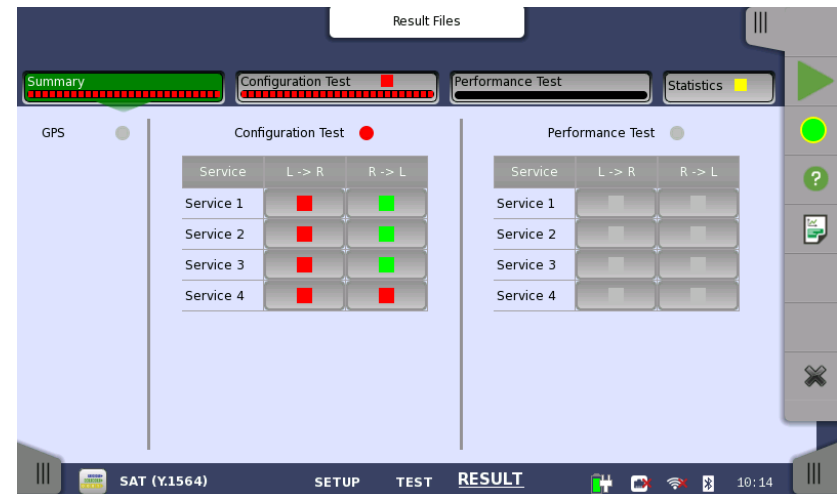 Result Files
Summary
Configuration Test
Performance Test
Statistics
GPS
Configuration Test
Performance Test
Service L -> R R -> L
Service 1
Service 2
Service 3
Service 4
Service L -> R R -> L
Service 1
Service 2
Service 3
Service 4
?
SAT (Y.1564) SETUP TEST RESULT 10:14